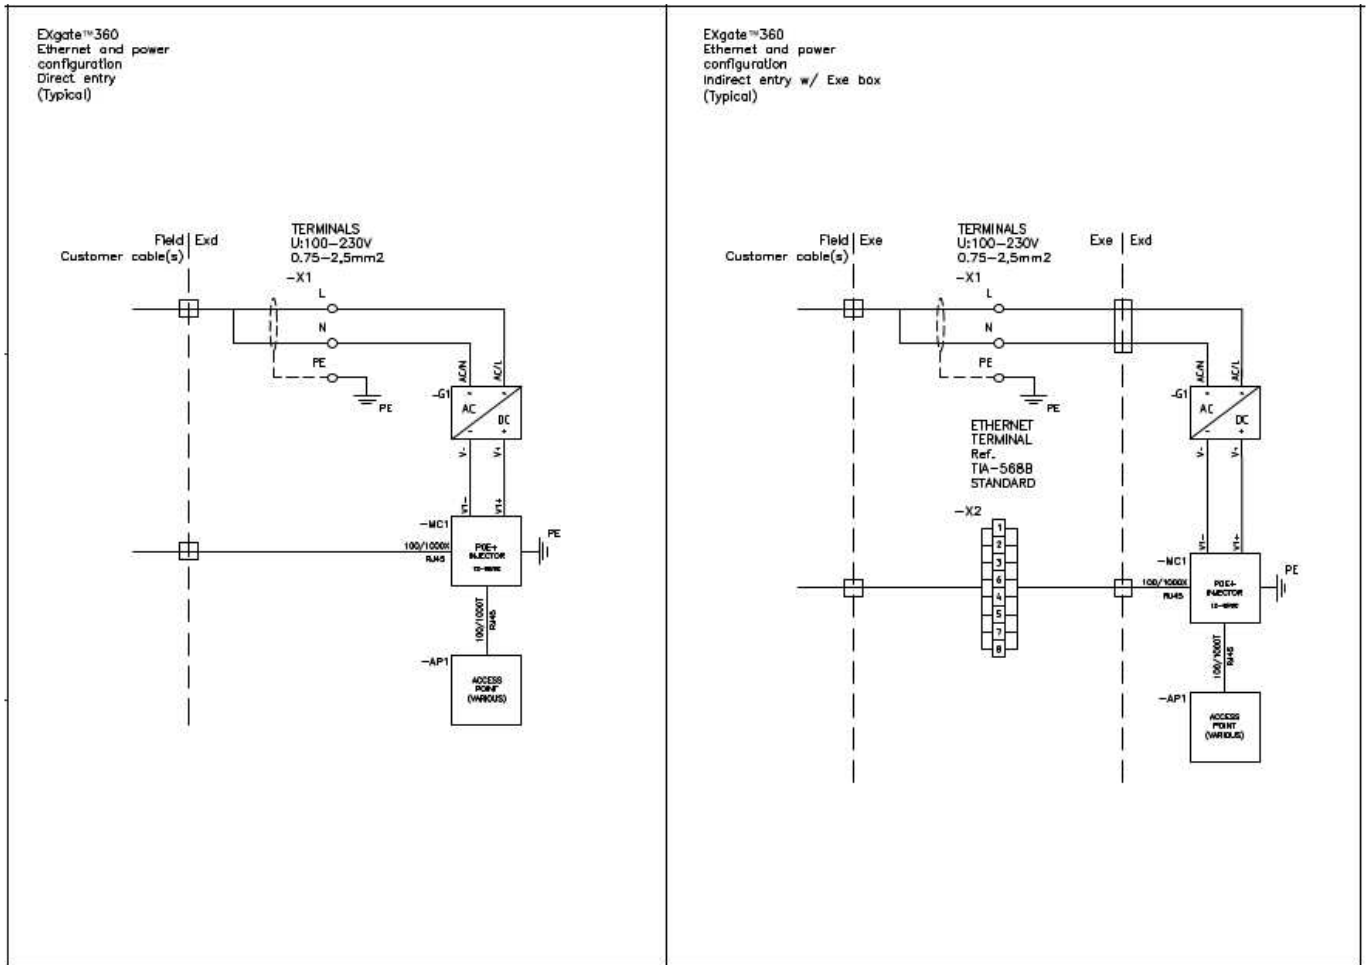 EXgate™360
Ethernet and power
configuration
Direct entry
(Typical)
Field | Exd
Customer cable(s)
TERMINALS
U:100-230V
0.75-2,5mm2
-X1
L
N
PE
PE
AC/N
AC/L
-G1
AC
DC
-
+
V-
V+
V1-
V1+
-MC1
100/1000X
RJ45
POE+
INJECTOR
PE
100/1000T
RJ45
-AP1
ACCESS
POINT
(VARIOUS)
EXgate™360
Ethernet and power
configuration
Indirect entry w/ Exe box
(Typical)
Field | Exe
Customer cable(s)
TERMINALS
U:100-230V
0.75-2,5mm2
-X1
Exe | Exd
L
N
PE
PE
AC/N
AC/L
-G1
AC
DC
-
+
V-
V+
ETHERNET
TERMINAL
Ref.
TIA-568B
STANDARD
-X2
1
2
3
6
4
5
7
8
V1-
V1+
-MC1
100/1000X
RJ45
POE+
INJECTOR
PE
100/1000T
RJ45
-AP1
ACCESS
POINT
(VARIOUS)